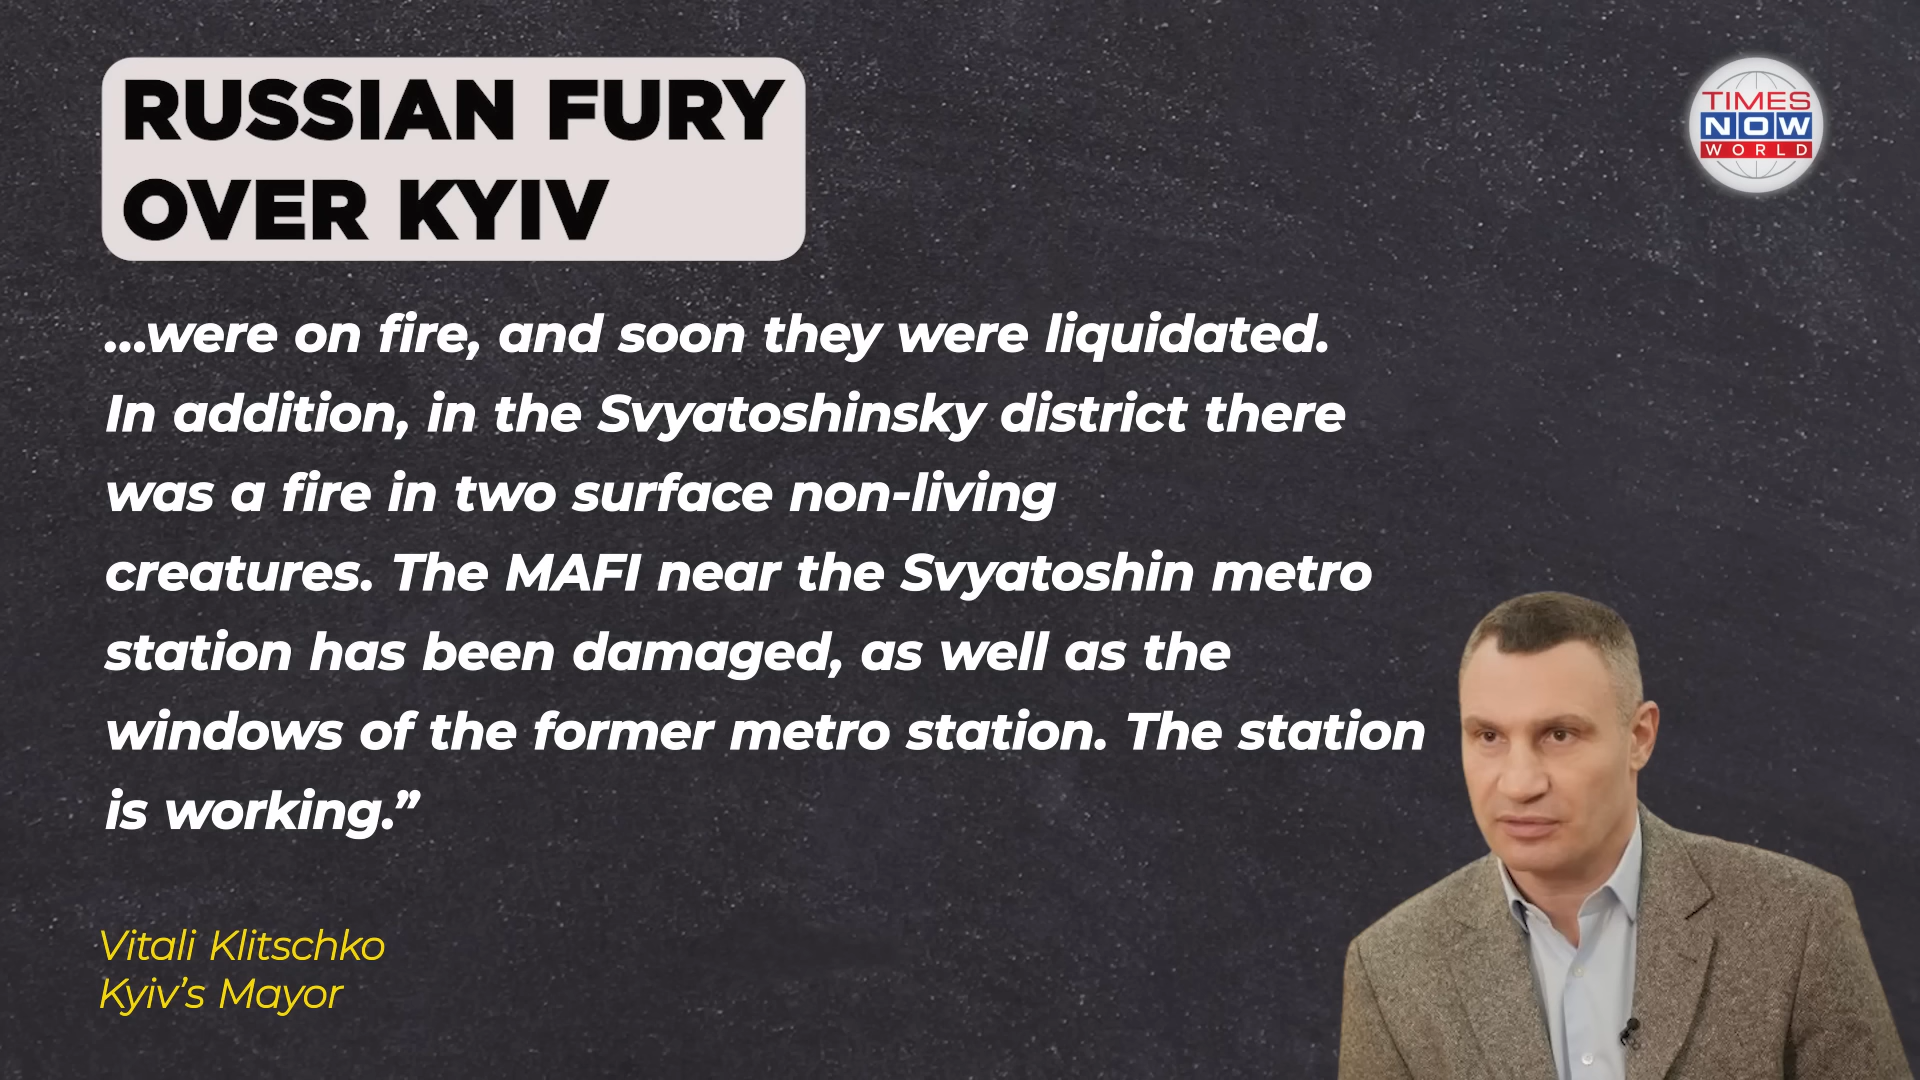 RUSSIAN FURY
OVER KYIV
TIMES
NOW
WORLD
...were on fire, and soon they were liquidated.
In addition, in the Svyatoshinsky district there
was a fire in two surface non-living
creatures. The MAFI near the Svyatoshin metro
station has been damaged, as well as the
windows of the former metro station. The station
is working.”
Vitali Klitschko
Kyiv’s Mayor